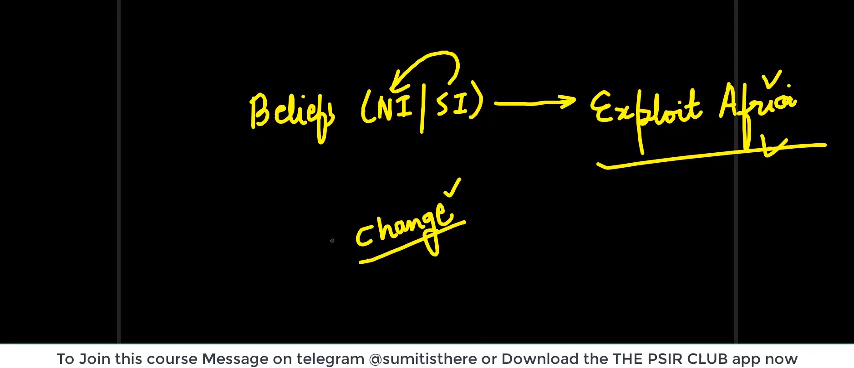 Beliefs (NI|SI) → Exploit Africa
change
To Join this course Message on telegram @sumitisthere or Download the THE PSIR CLUB app now